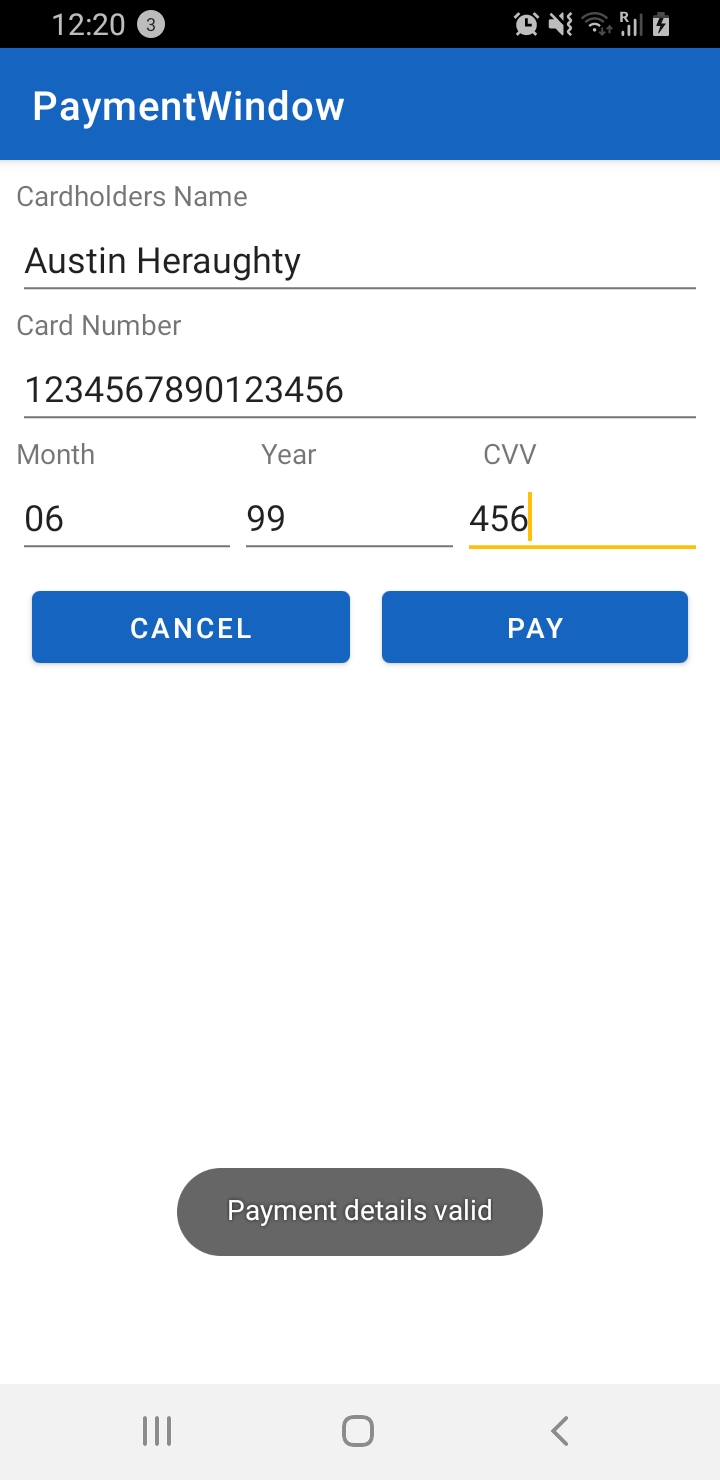 12:20 3 R
PaymentWindow
Cardholders Name
Austin Heraughty
Card Number
1234567890123456
Month Year CVV
06 99 456
CANCEL PAY
Payment details valid